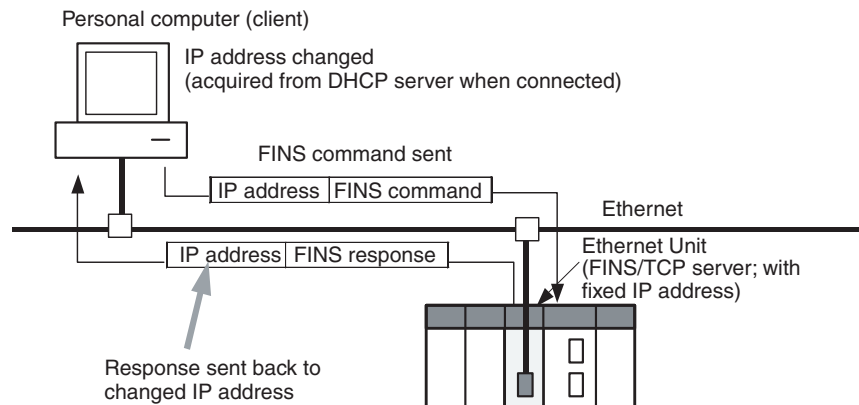 Personal computer (client)
IP address changed
(acquired from DHCP server when connected)
FINS command sent
IP address FINS command
Ethernet
IP address FINS response
Ethernet Unit
(FINS/TCP server; with
fixed IP address)
Response sent back to
changed IP address